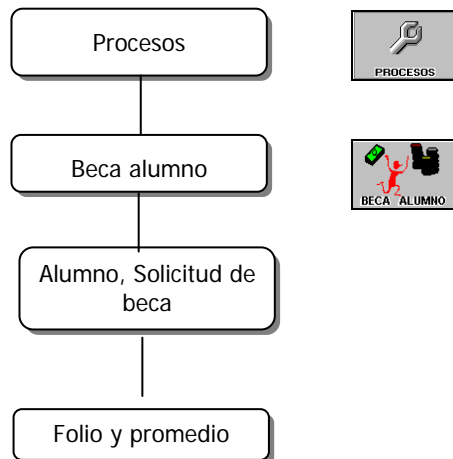 Procesos
PROCESOS
Beca alumno
BECA ALUMNO
Alumno, Solicitud de
beca
Folio y promedio